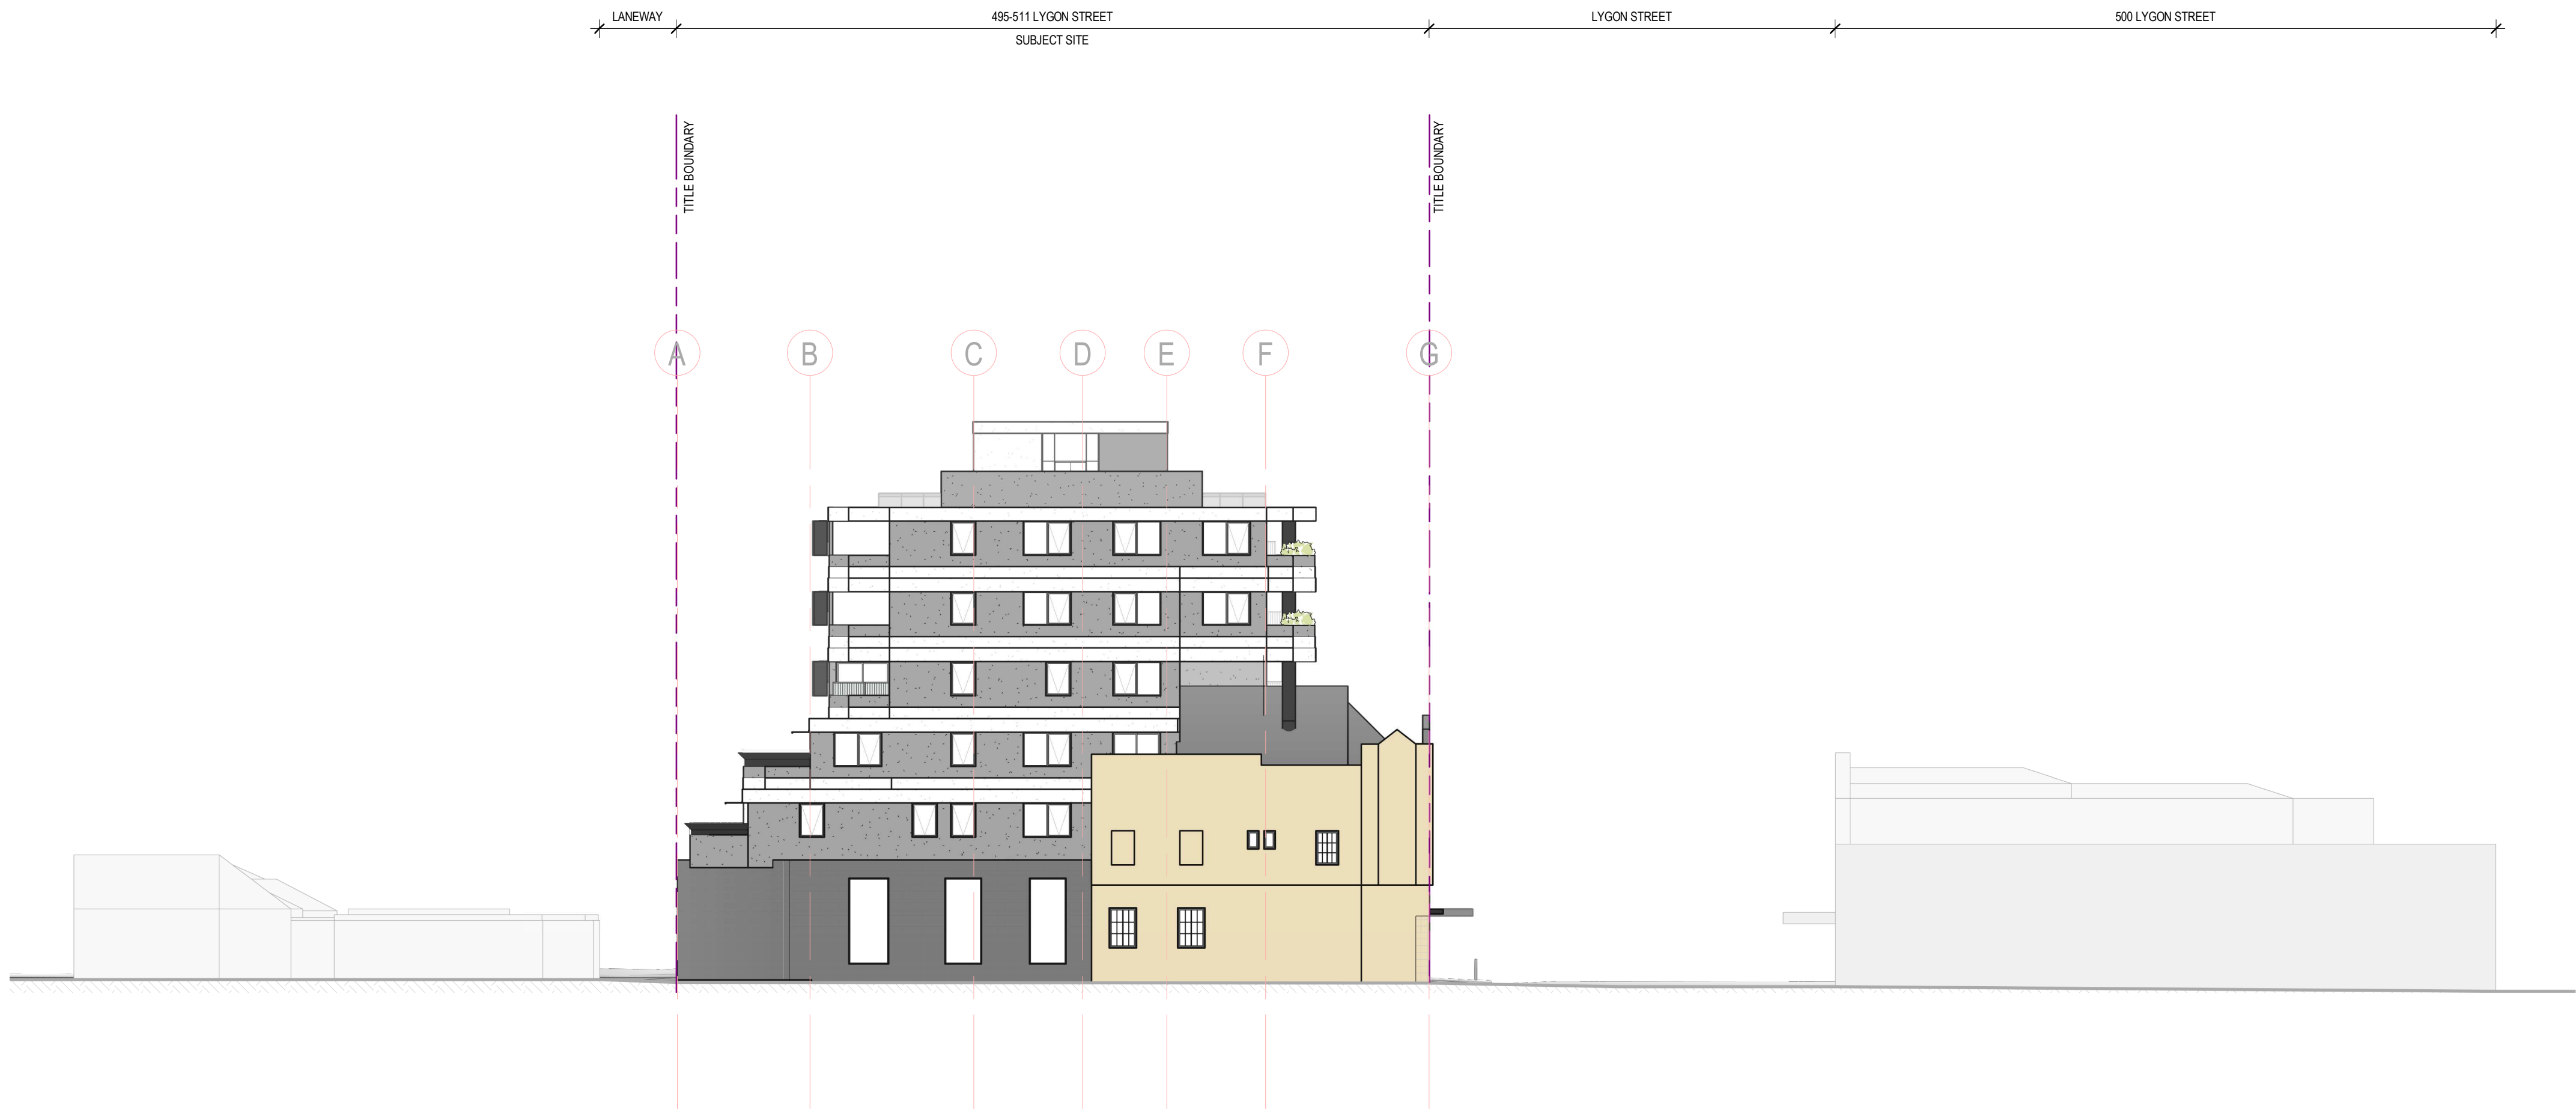 LANEWAY
495-511 LYGON STREET
LYGON STREET
500 LYGON STREET
SUBJECT SITE
TITLE BOUNDARY
TITLE BOUNDARY
A
B
C
D
E
F
G